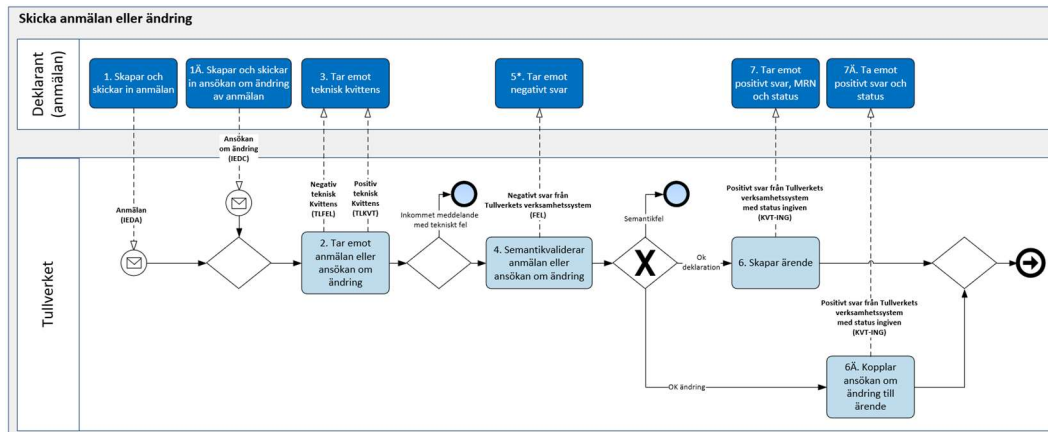 Skicka anmälan eller ändring
Deklarant
(anmälan)
1. Skapar och
skickar in anmälan
1Ä. Skapar och skickar
in ansökan om ändring
av anmälan
3. Tar emot
teknisk kvittens
5*. Tar emot
negativt svar
7. Tar emot
positivt svar, MRN
och status
7Ä. Ta emot
positivt svar och
status
Tullverket
Anmälan
(IEDA)
Ansökan
om ändring
(IEDC)
Negativ
teknisk
Kvittens
(TLFEL)
Positiv
teknisk
Kvittens
(TLKVT)
Inkommet meddelande
med tekniskt fel
Negativt svar från
Tullverkets verksamhetssystem
(FEL)
Semantikfel
Positivt svar från Tullverkets
verksamhetssystem
med status ingiven
(KVT-ING)
2. Tar emot
anmälan eller
ansökan om
ändring
4. Semantikvaliderar
anmälan eller
ansökan om ändring
X
Ok
deklaration
6. Skapar ärende
Positivt svar från Tullverkets
verksamhetssystem
med status ingiven
(KVT-ING)
OK ändring
6Ä. Kopplar
ansökan om
ändring till
ärende